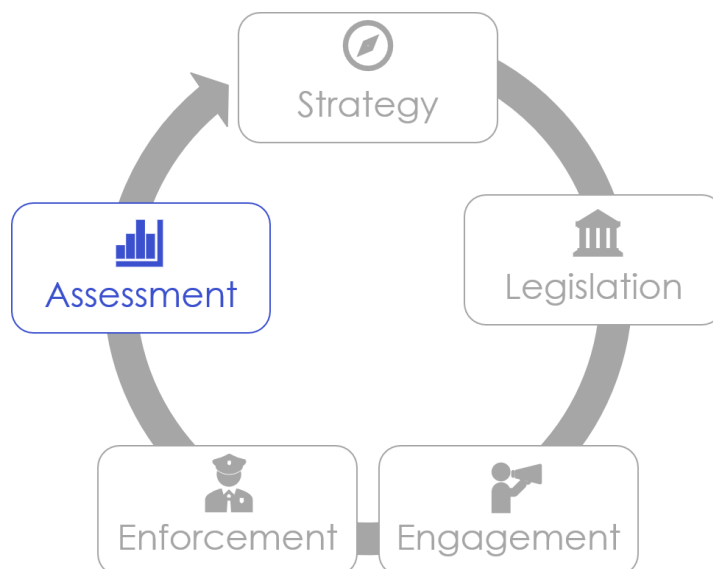 Strategy
Legislation
Engagement
Enforcement
Assessment